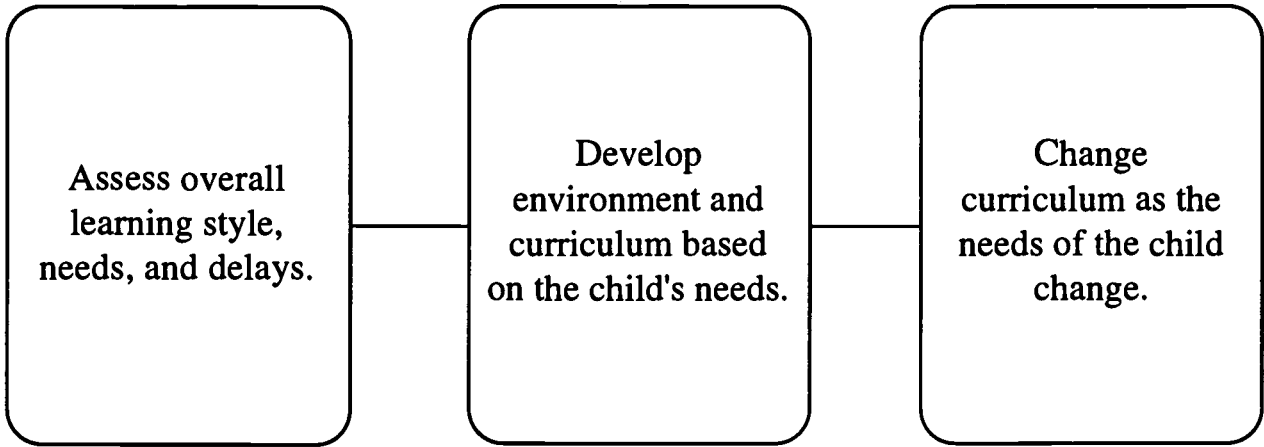 Assess overall
learning style,
needs, and delays.
Develop
environment and
curriculum based
on the child's needs.
Change
curriculum as the
needs of the child
change.